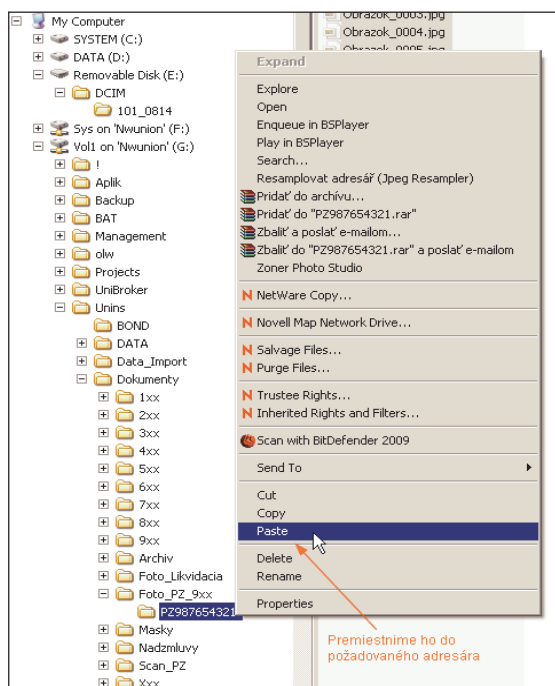 My Computer
SYSTEM (C:)
DATA (D:)
Removable Disk (E:)
DCIM
101_0814
Sys on 'Nwunion' (F:)
Vol1 on 'Nwunion' (G:)
!
Aplik
Backup
BAT
Management
olw
Projects
UniBroker
Unins
BOND
DATA
Data_Import
Dokumenty
1xx
2xx
3xx
4xx
5xx
6xx
7xx
8xx
9xx
Archiv
Foto_Likvidacia
Foto_PZ_9xx
PZ987654321
Masky
Nadzmluvy
Scan_PZ
Xxx
Obrazok_0003.jpg
Obrazok_0004.jpg
Obrazok_0005.jpg
Expand
Explore
Open
Enqueue in BSPlayer
Play in BSPlayer
Search...
Resamplovat adresář (Jpeg Resampler)
Pridať do archívu...
Pridať do "PZ987654321.rar"
Zbaliť a poslať e-mailom...
Zbaliť do "PZ987654321.rar" a poslať e-mailom
Zoner Photo Studio
NetWare Copy...
Novell Map Network Drive...
Salvage Files...
Purge Files...
Trustee Rights...
Inherited Rights and Filters...
Scan with BitDefender 2009
Send To
Cut
Copy
Paste
Delete
Rename
Properties
Premiestnime ho do
požadovaného adresára